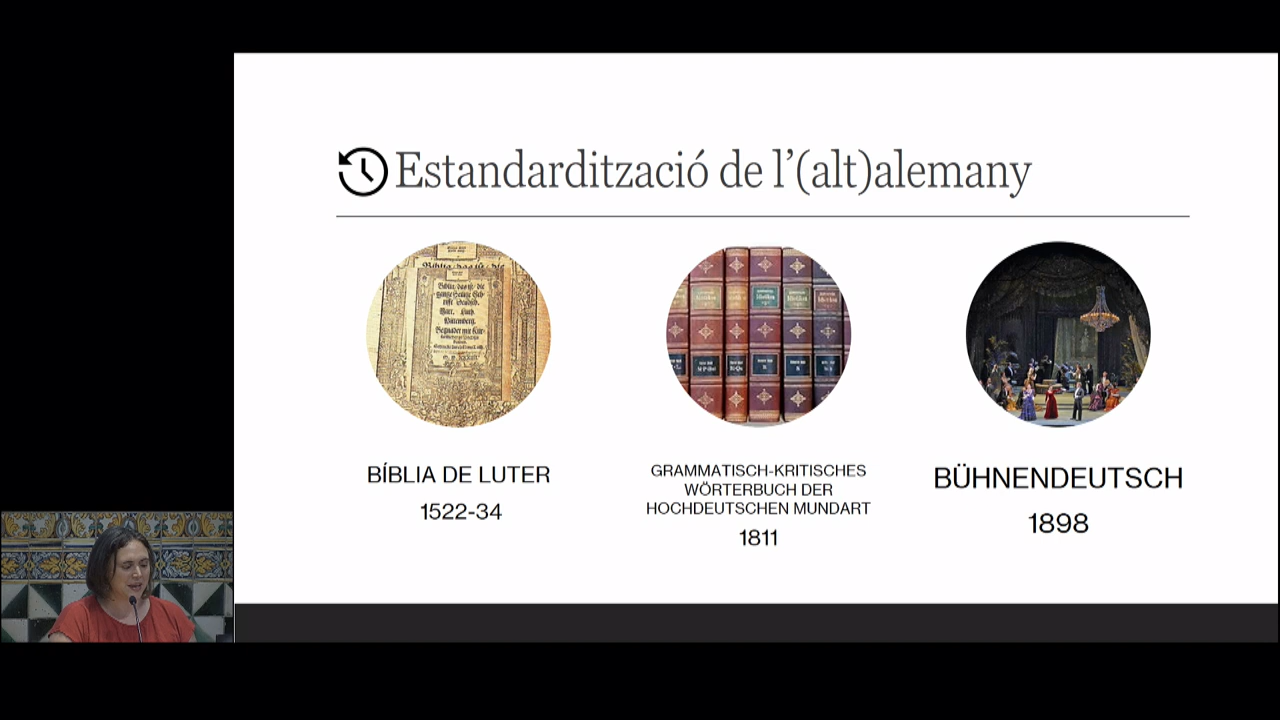 Estandardització de l’(alt)alemany
BÍBLIA DE LUTER
1522-34
GRAMMATISCH-KRITISCHES
WÖRTERBUCH DER
HOCHDEUTSCHEN MUNDART
1811
BÜHNENDEUTSCH
1898